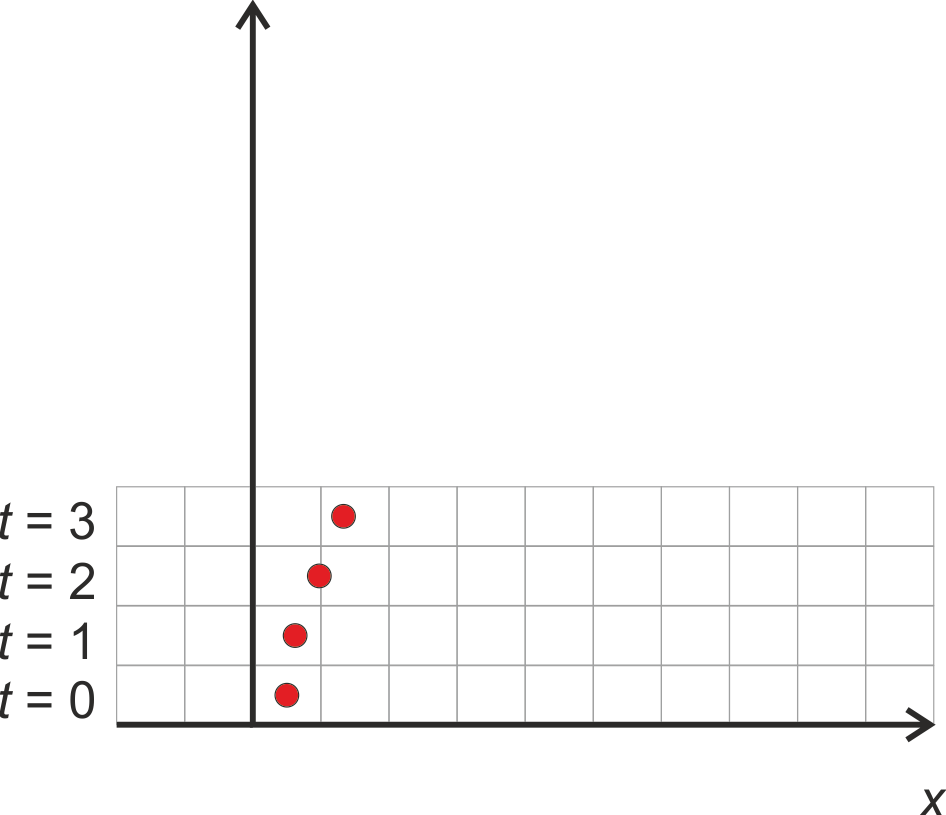 t = 3
t = 2
t = 1
t = 0
x